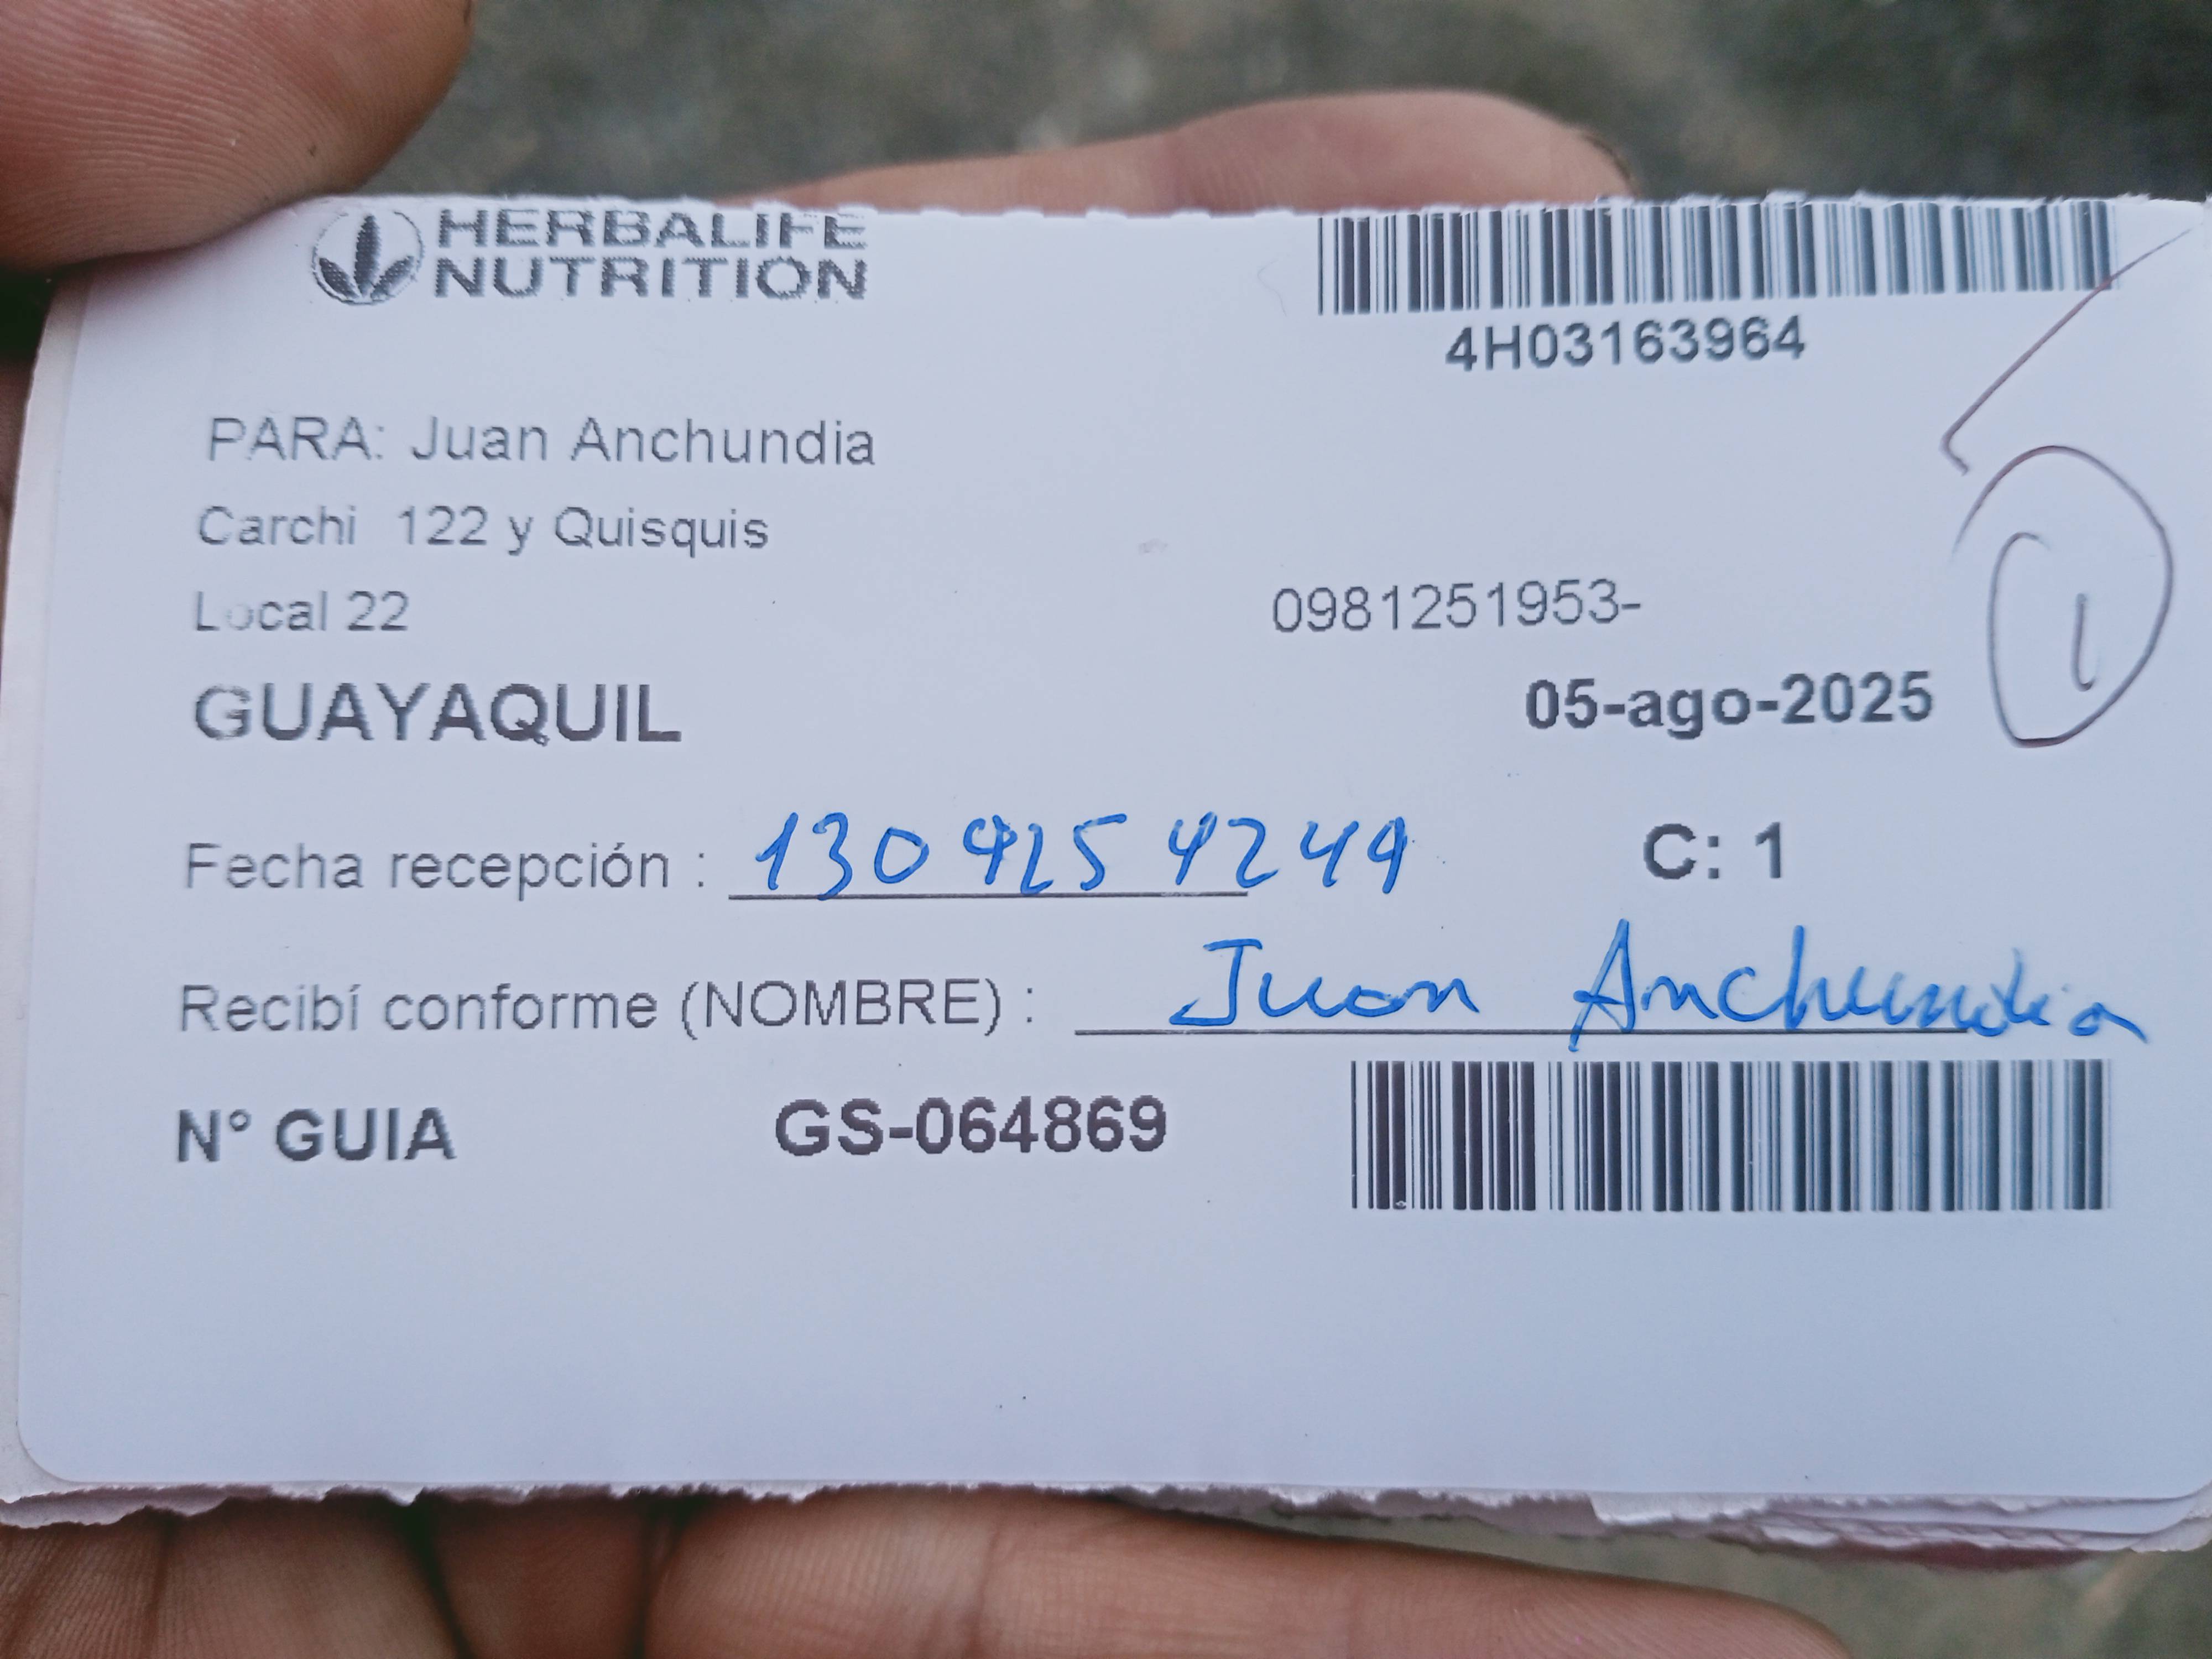 HERBALIFE
NUTRITION
4H03163964
PARA: Juan Anchundia
Carchi 122 y Quisquis
Local 22
0981251953-
GUAYAQUIL
05-ago-2025
1
Fecha recepción : 1309254249
C: 1
Recibí conforme (NOMBRE) : Juan Anchundia
N° GUIA GS-064869